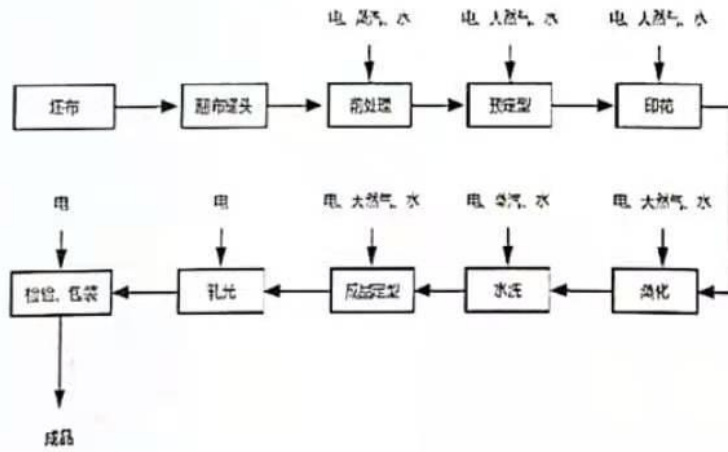 电、蒸汽、水
电、天然气、水
电、天然气、水
坯布
翻布缝头
前处理
预定型
印花
电
电
电、天然气、水
电、蒸汽、水
电、天然气、水
检验、包装
轧光
成品定型
水洗
蒸化
成品